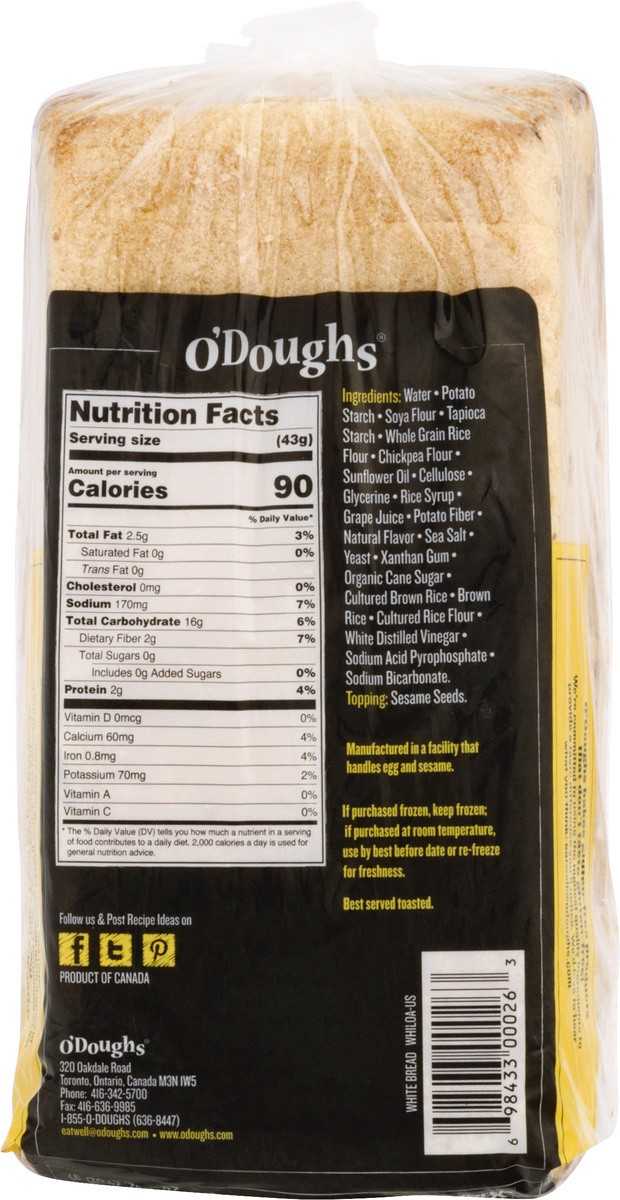 O'Doughs®
Nutrition Facts
Serving size (43g)
Amount per serving
Calories 90
% Daily Value*
Total Fat 2.5g 3%
Saturated Fat 0g 0%
Trans Fat 0g
Cholesterol 0mg 0%
Sodium 170mg 7%
Total Carbohydrate 16g 6%
Dietary Fiber 2g 7%
Total Sugars 0g
Includes 0g Added Sugars 0%
Protein 2g 4%
Vitamin D 0mcg 0%
Calcium 60mg 4%
Iron 0.8mg 4%
Potassium 70mg 2%
Vitamin A 0%
Vitamin C 0%
* The % Daily Value (DV) tells you how much a nutrient in a serving
of food contributes to a daily diet. 2,000 calories a day is used for
general nutrition advice.
Ingredients: Water • Potato
Starch • Soya Flour • Tapioca
Starch • Whole Grain Rice
Flour • Chickpea Flour •
Sunflower Oil • Cellulose •
Glycerine • Rice Syrup •
Grape Juice • Potato Fiber •
Natural Flavor • Sea Salt •
Yeast • Xanthan Gum •
Organic Cane Sugar •
Cultured Brown Rice • Brown
Rice • Cultured Rice Flour •
White Distilled Vinegar •
Sodium Acid Pyrophosphate •
Sodium Bicarbonate.
Topping: Sesame Seeds.
Manufactured in a facility that
handles egg and sesame.
If purchased frozen, keep frozen;
if purchased at room temperature,
use by best before date or re-freeze
for freshness.
Best served toasted.
Follow us & Post Recipe Ideas on
PRODUCT OF CANADA
O'Doughs®
320 Oakdale Road
Toronto, Ontario, Canada M3N 1W5
Phone: 416-342-5700
Fax: 416-636-9985
1-855-O-DOUGHS (636-8447)
eatwell@odoughs.com • www.odoughs.com
WHITE BREAD WHILOA-US
6 98433 00026 3